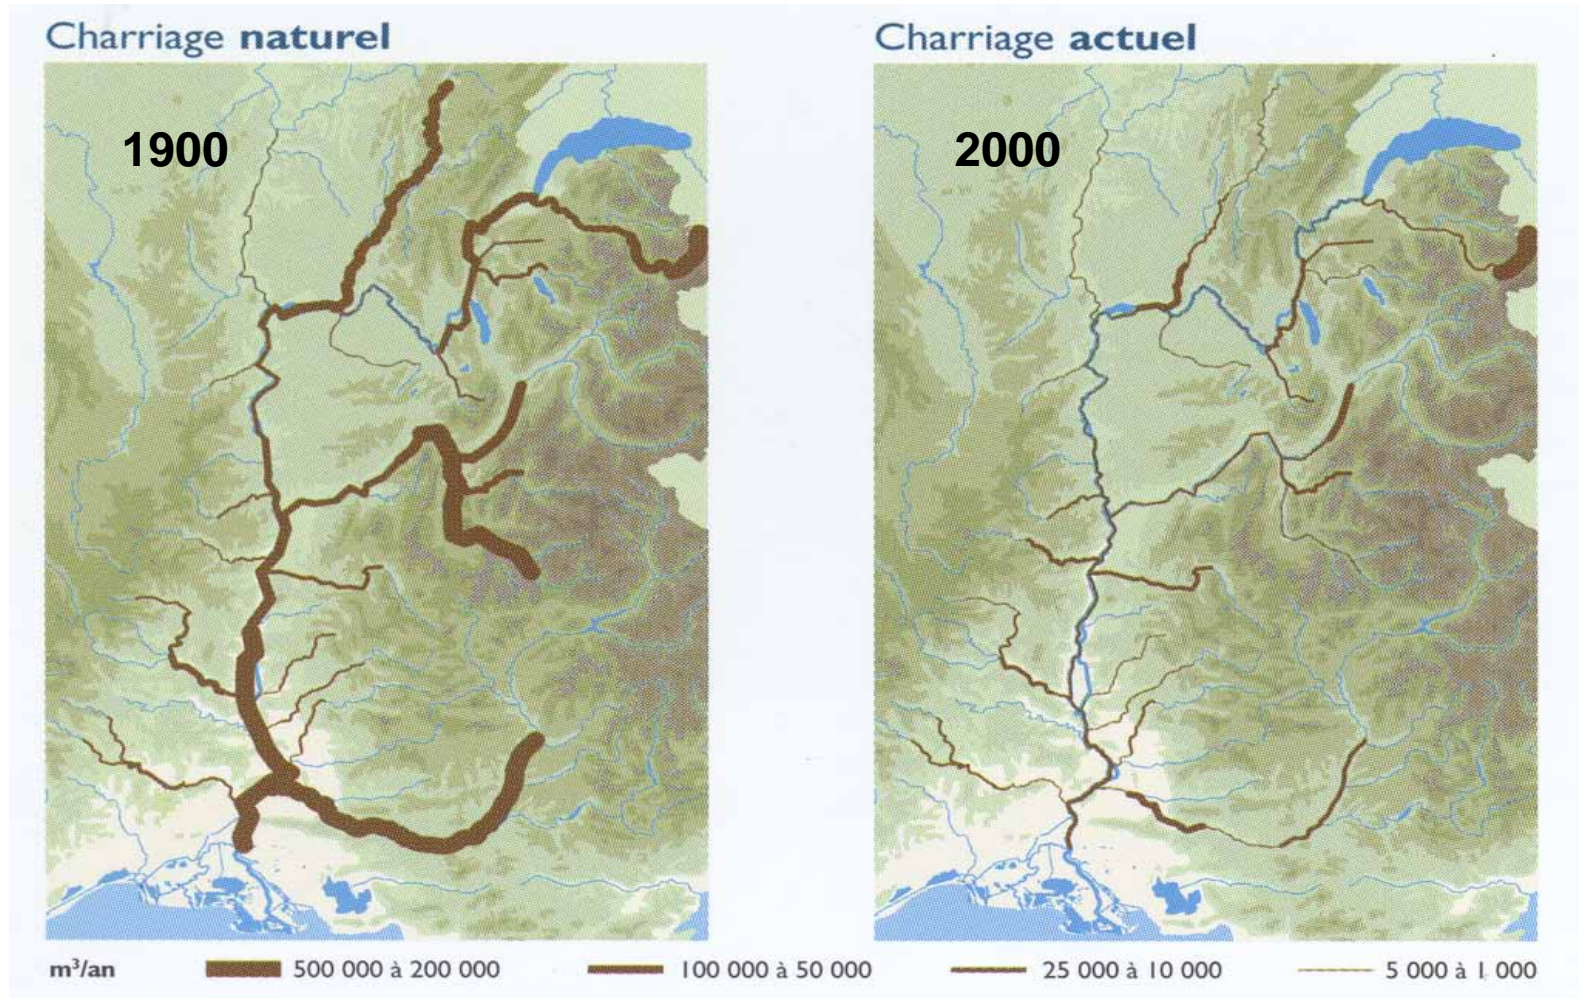 Charriage naturel
Charriage actuel
1900
2000
m³/an
500 000 à 200 000
100 000 à 50 000
25 000 à 10 000
5 000 à 1 000